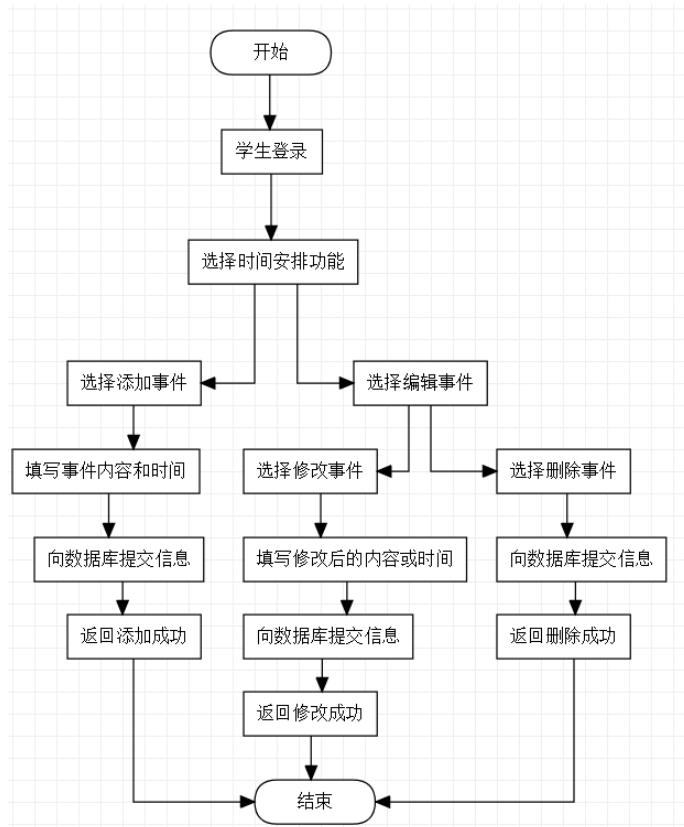 开始
学生登录
选择时间安排功能
选择添加事件
选择编辑事件
填写事件内容和时间
选择修改事件
选择删除事件
向数据库提交信息
填写修改后的内容或时间
向数据库提交信息
返回添加成功
向数据库提交信息
返回删除成功
返回修改成功
结束